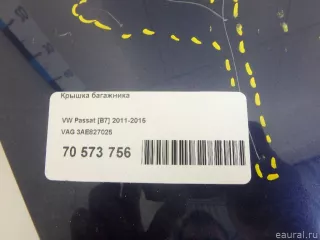 Крышка багажника
VW Passat [B7] 2011-2015
VAG 3AE827025
70 573 756
eaural.ru